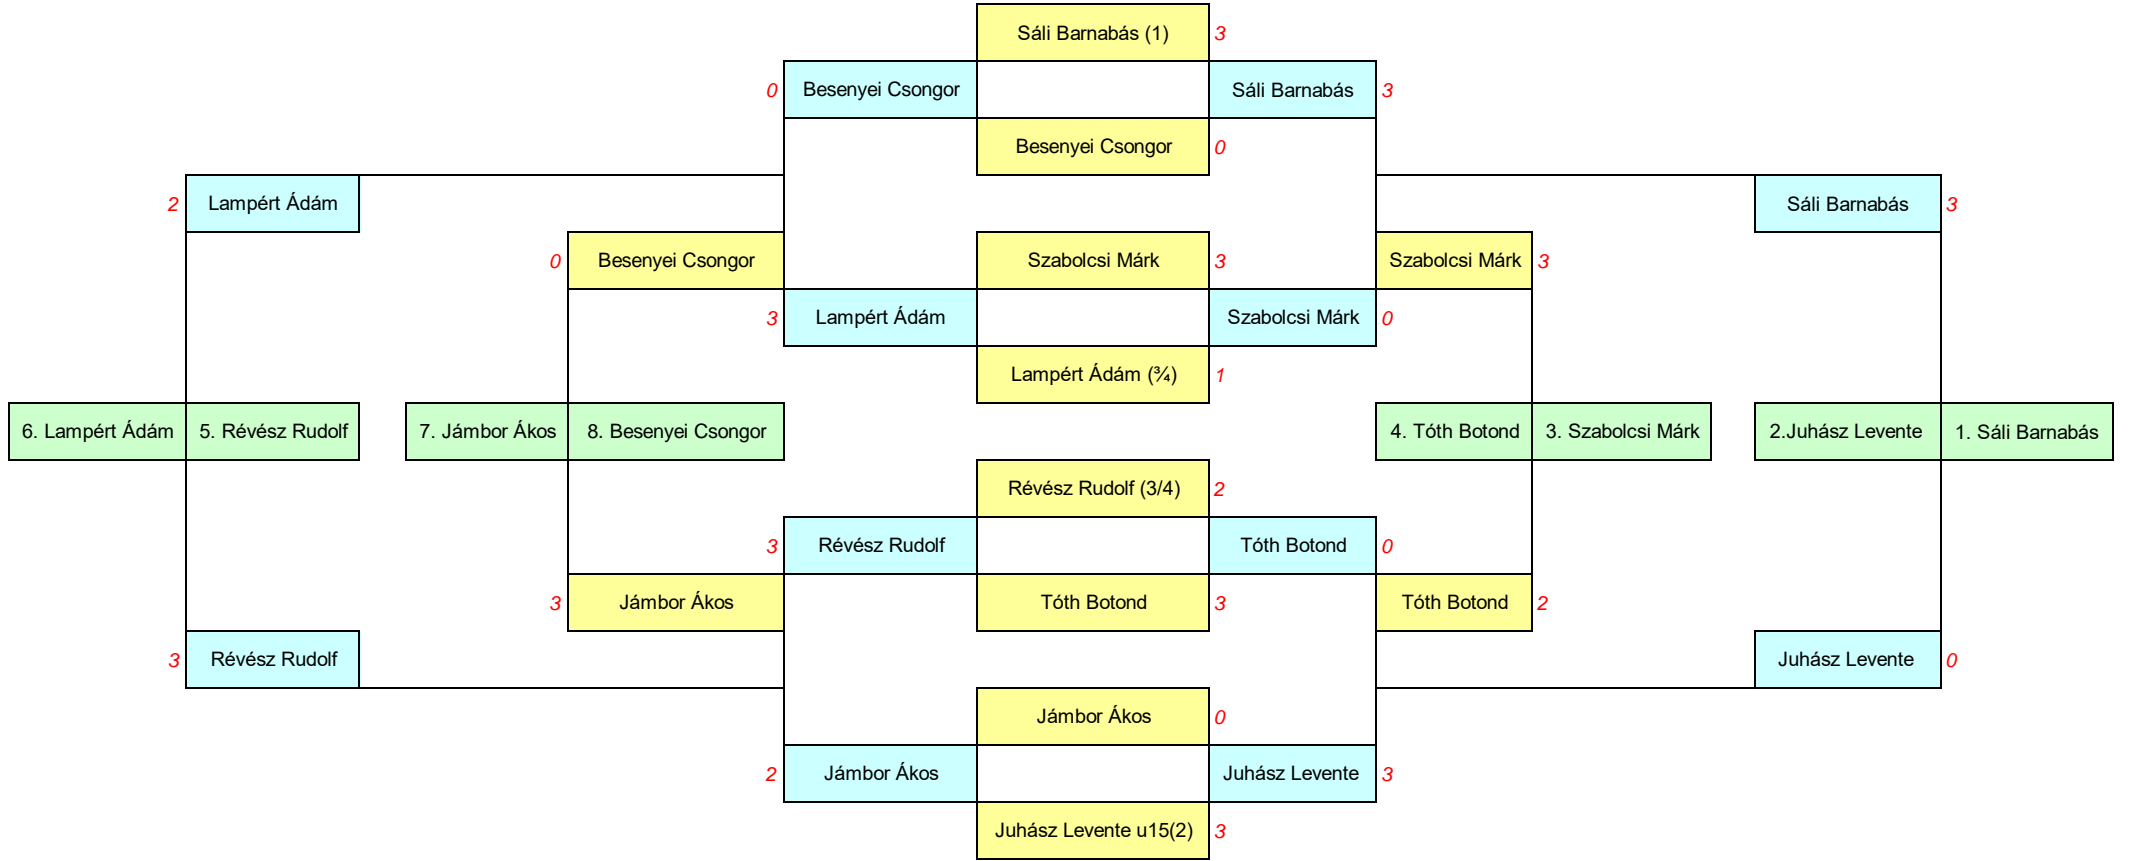 Sáli Barnabás (1) 3
0 Besenyei Csongor Sáli Barnabás 3
Besenyei Csongor 0
2 Lampért Ádám Sáli Barnabás 3
0 Besenyei Csongor Szabolcsi Márk 3 Szabolcsi Márk 3
3 Lampért Ádám Szabolcsi Márk 0
Lampért Ádám (¾) 1
6. Lampért Ádám 5. Révész Rudolf 7. Jámbor Ákos 8. Besenyei Csongor 4. Tóth Botond 3. Szabolcsi Márk 2.Juhász Levente 1. Sáli Barnabás
Révész Rudolf (3/4) 2
3 Révész Rudolf Tóth Botond 0
3 Jámbor Ákos Tóth Botond 3 Tóth Botond 2
3 Révész Rudolf Juhász Levente 0
Jámbor Ákos 0
2 Jámbor Ákos Juhász Levente 3
Juhász Levente u15(2) 3